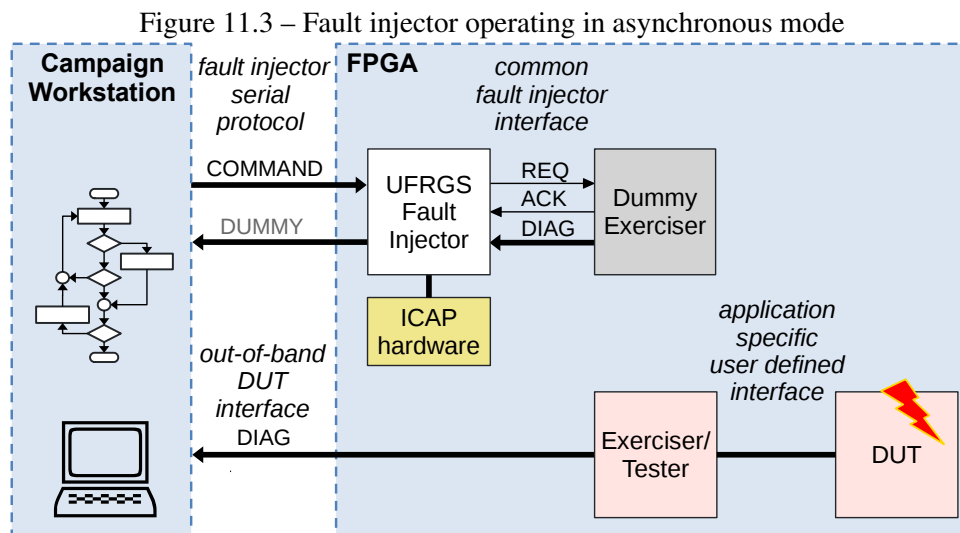 Figure 11.3 – Fault injector operating in asynchronous mode
Campaign
Workstation
fault injector
serial
protocol
FPGA
common
fault injector
interface
COMMAND
DUMMY
UFRGS
Fault
Injector
REQ
ACK
DIAG
Dummy
Exerciser
ICAP
hardware
out-of-band
DUT
interface
DIAG
application
specific
user defined
interface
Exerciser/
Tester
DUT